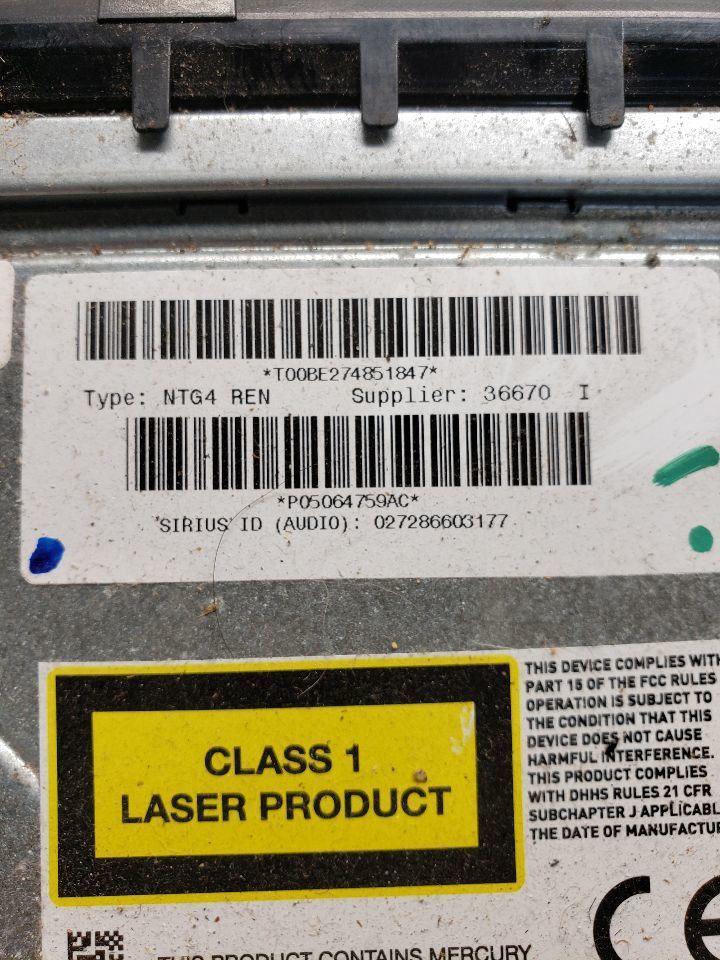 *T00BE274851847*
Type: NTG4 REN Supplier: 36670 I
*P05064759AC*
'SIRIUS' ID (AUDIO): 027286603177
CLASS 1
LASER PRODUCT
THIS DEVICE COMPLIES WITH
PART 15 OF THE FCC RULES
OPERATION IS SUBJECT TO
THE CONDITION THAT THIS
DEVICE DOES NOT CAUSE
HARMFUL INTERFERENCE.
THIS PRODUCT COMPLIES
WITH DHHS RULES 21 CFR
SUBCHAPTER J APPLICABL
THE DATE OF MANUFACTU
CE
THIS PRODUCT CONTAINS MERCURY